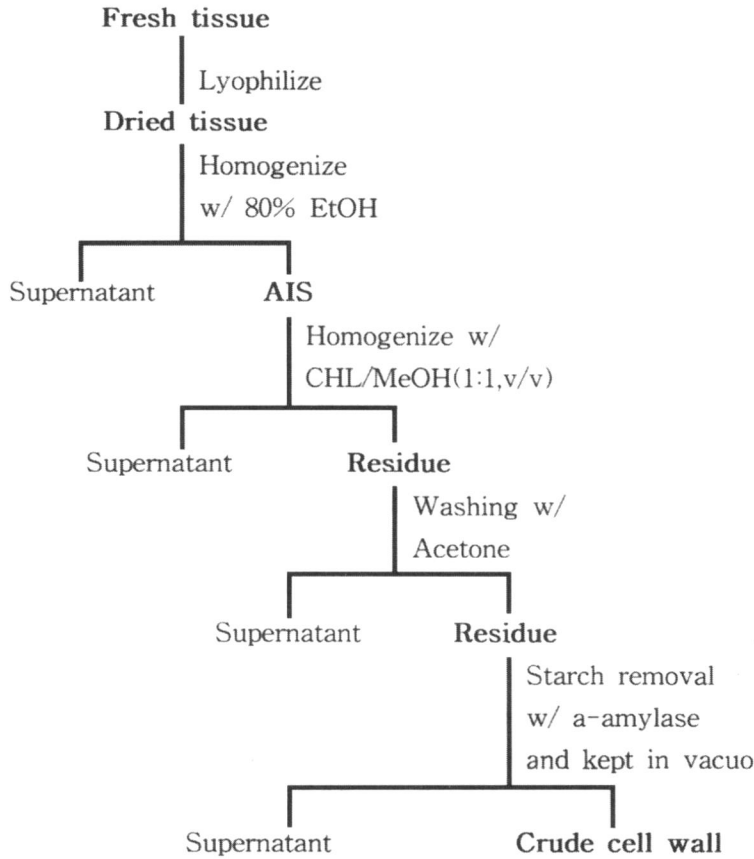 Fresh tissue
Lyophilize
Dried tissue
Homogenize
w/ 80% EtOH
Supernatant AIS
Homogenize w/
CHL/MeOH(1:1,v/v)
Supernatant Residue
Washing w/
Acetone
Supernatant Residue
Starch removal
w/ a-amylase
and kept in vacuo
Supernatant Crude cell wall